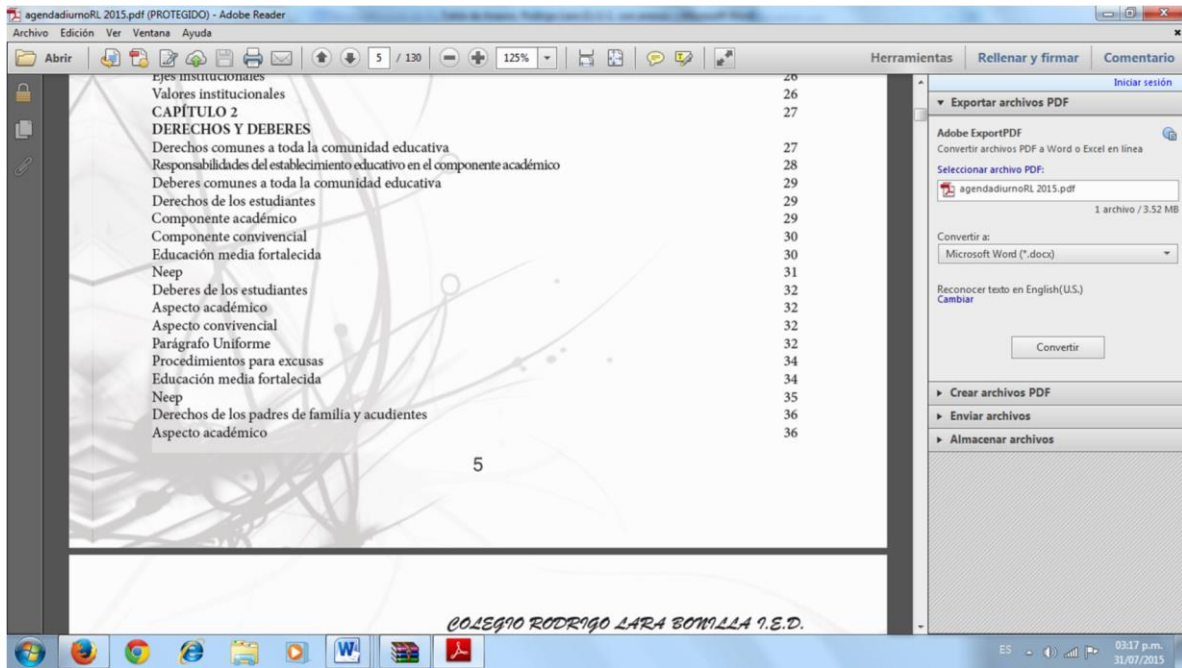 agendadiurnoRL 2015.pdf (PROTEGIDO) - Adobe Reader
Archivo Edición Ver Ventana Ayuda
Abrir 5 / 130 125% Herramientas Rellenar y firmar Comentario
Ejes institucionales 26
Valores institucionales 26
CAPÍTULO 2 27
DERECHOS Y DEBERES
Derechos comunes a toda la comunidad educativa 27
Responsabilidades del establecimiento educativo en el componente académico 28
Deberes comunes a toda la comunidad educativa 29
Derechos de los estudiantes 29
Componente académico 29
Componente convivencial 30
Educación media fortalecida 30
Neep 31
Deberes de los estudiantes 32
Aspecto académico 32
Aspecto convivencial 32
Parágrafo Uniforme 32
Procedimientos para excusas 34
Educación media fortalecida 34
Neep 35
Derechos de los padres de familia y acudientes 36
Aspecto académico 36
5
COLEGIO RODRIGO LARA BONILLA I.E.D.
Iniciar sesión
Exportar archivos PDF
Adobe ExportPDF
Convertir archivos PDF a Word o Excel en línea
Seleccionar archivo PDF:
agendadiurnoRL 2015.pdf
1 archivo / 3.52 MB
Convertir a:
Microsoft Word (*.docx)
Reconocer texto en English(U.S.)
Cambiar
Convertir
Crear archivos PDF
Enviar archivos
Almacenar archivos
ES 03:17 p.m.
31/07/2015